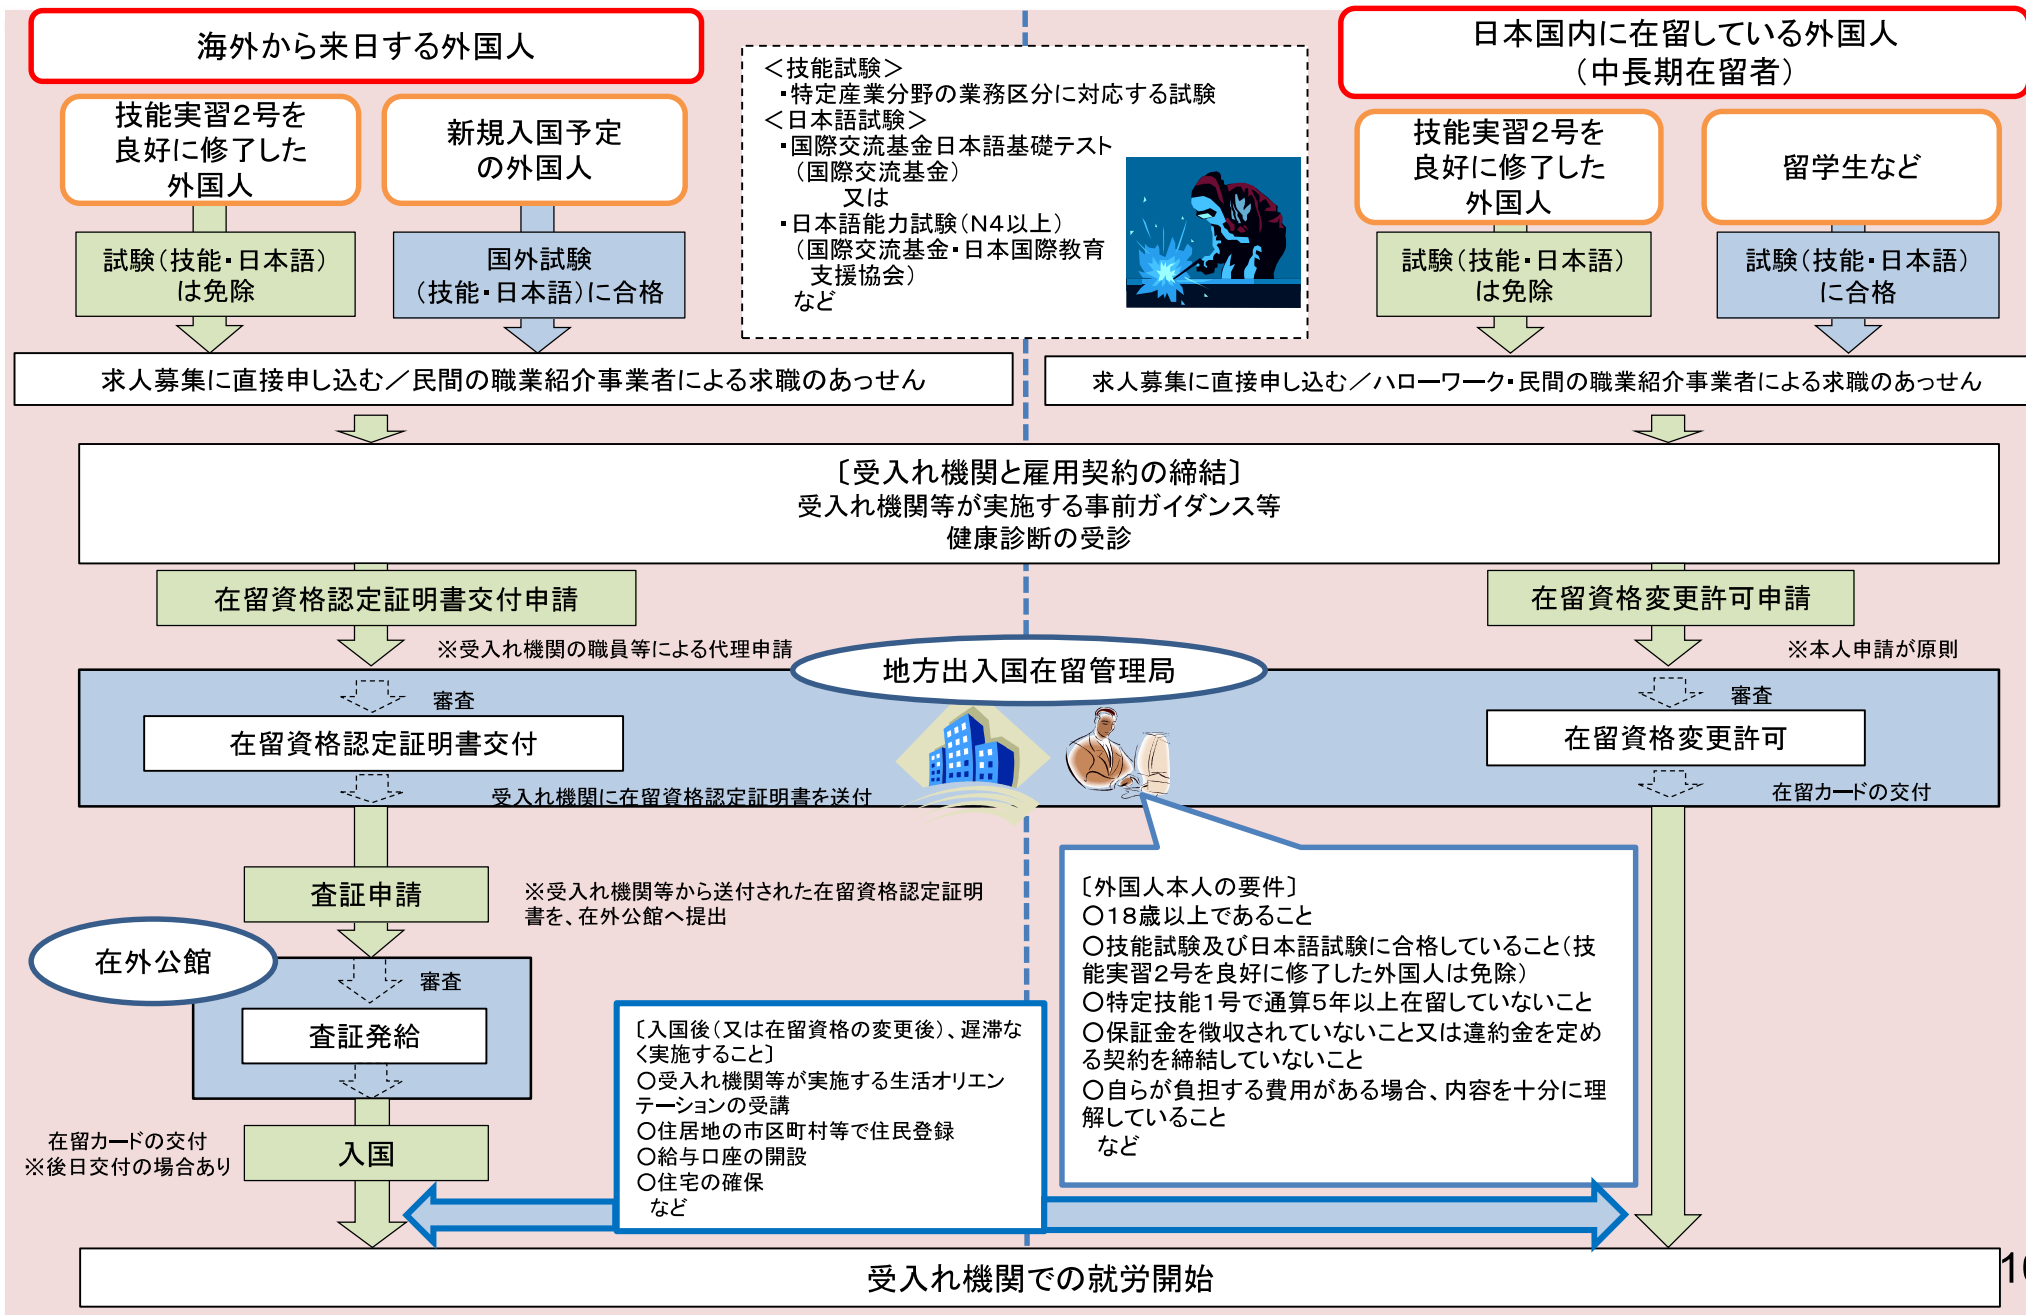 海外から来日する外国人
技能実習2号を
良好に修了した
外国人
新規入国予定
の外国人
試験(技能・日本語)
は免除
国外試験
(技能・日本語)に合格
<技能試験>
・特定産業分野の業務区分に対応する試験
<日本語試験>
・国際交流基金日本語基礎テスト
(国際交流基金)
又は
・日本語能力試験(N4以上)
(国際交流基金・日本国際教育
支援協会)
など
日本国内に在留している外国人
(中長期在留者)
技能実習2号を
良好に修了した
外国人
留学生など
試験(技能・日本語)
は免除
試験(技能・日本語)
に合格
求人募集に直接申し込む/民間の職業紹介事業者による求職のあっせん
求人募集に直接申し込む/ハローワーク・民間の職業紹介事業者による求職のあっせん
〔受入れ機関と雇用契約の締結〕
受入れ機関等が実施する事前ガイダンス等
健康診断の受診
在留資格認定証明書交付申請
※受入れ機関の職員等による代理申請
在留資格変更許可申請
※本人申請が原則
地方出入国在留管理局
審査
在留資格認定証明書交付
受入れ機関に在留資格認定証明書を送付
審査
在留資格変更許可
在留カードの交付
査証申請
※受入れ機関等から送付された在留資格認定証明
書を、在外公館へ提出
在外公館
審査
査証発給
在留カードの交付
※後日交付の場合あり
入国
〔入国後(又は在留資格の変更後)、遅滞な
く実施すること〕
○受入れ機関等が実施する生活オリエン
テーションの受講
○住居地の市区町村等で住民登録
○給与口座の開設
○住宅の確保
など
〔外国人本人の要件〕
○18歳以上であること
○技能試験及び日本語試験に合格していること(技
能実習2号を良好に修了した外国人は免除)
○特定技能1号で通算5年以上在留していないこと
○保証金を徴収されていないこと又は違約金を定め
る契約を締結していないこと
○自らが負担する費用がある場合、内容を十分に理
解していること
など
受入れ機関での就労開始